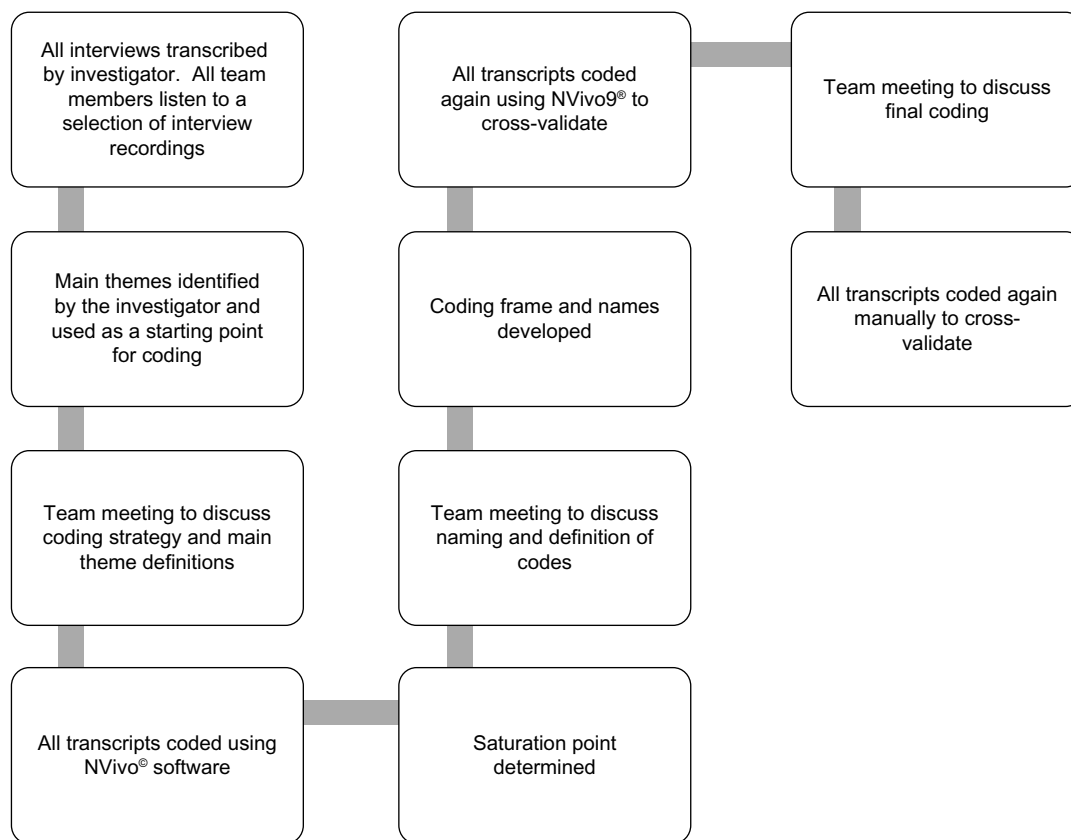 All interviews transcribed
by investigator. All team
members listen to a
selection of interview
recordings
Main themes identified
by the investigator and
used as a starting point
for coding
Team meeting to discuss
coding strategy and main
theme definitions
All transcripts coded using
NVivo© software
Saturation point
determined
Team meeting to discuss
naming and definition of
codes
Coding frame and names
developed
All transcripts coded
again using NVivo9® to
cross-validate
Team meeting to discuss
final coding
All transcripts coded again
manually to cross-
validate